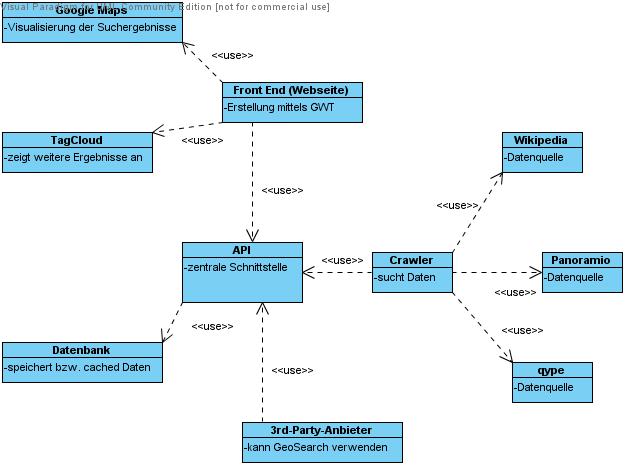 Visual Paradigm for UML Community Edition [not for commercial use]
Google Maps
-Visualisierung der Suchergebnisse
<<use>>
Front End (Webseite)
-Erstellung mittels GWT
TagCloud
-zeigt weitere Ergebnisse an
<<use>>
Wikipedia
-Datenquelle
<<use>>
<<use>>
API
-zentrale Schnittstelle
<<use>>
Crawler
-sucht Daten
Panoramio
-Datenquelle
<<use>>
<<use>>
<<use>>
Datenbank
-speichert bzw. cached Daten
<<use>>
qype
-Datenquelle
3rd-Party-Anbieter
-kann GeoSearch verwenden